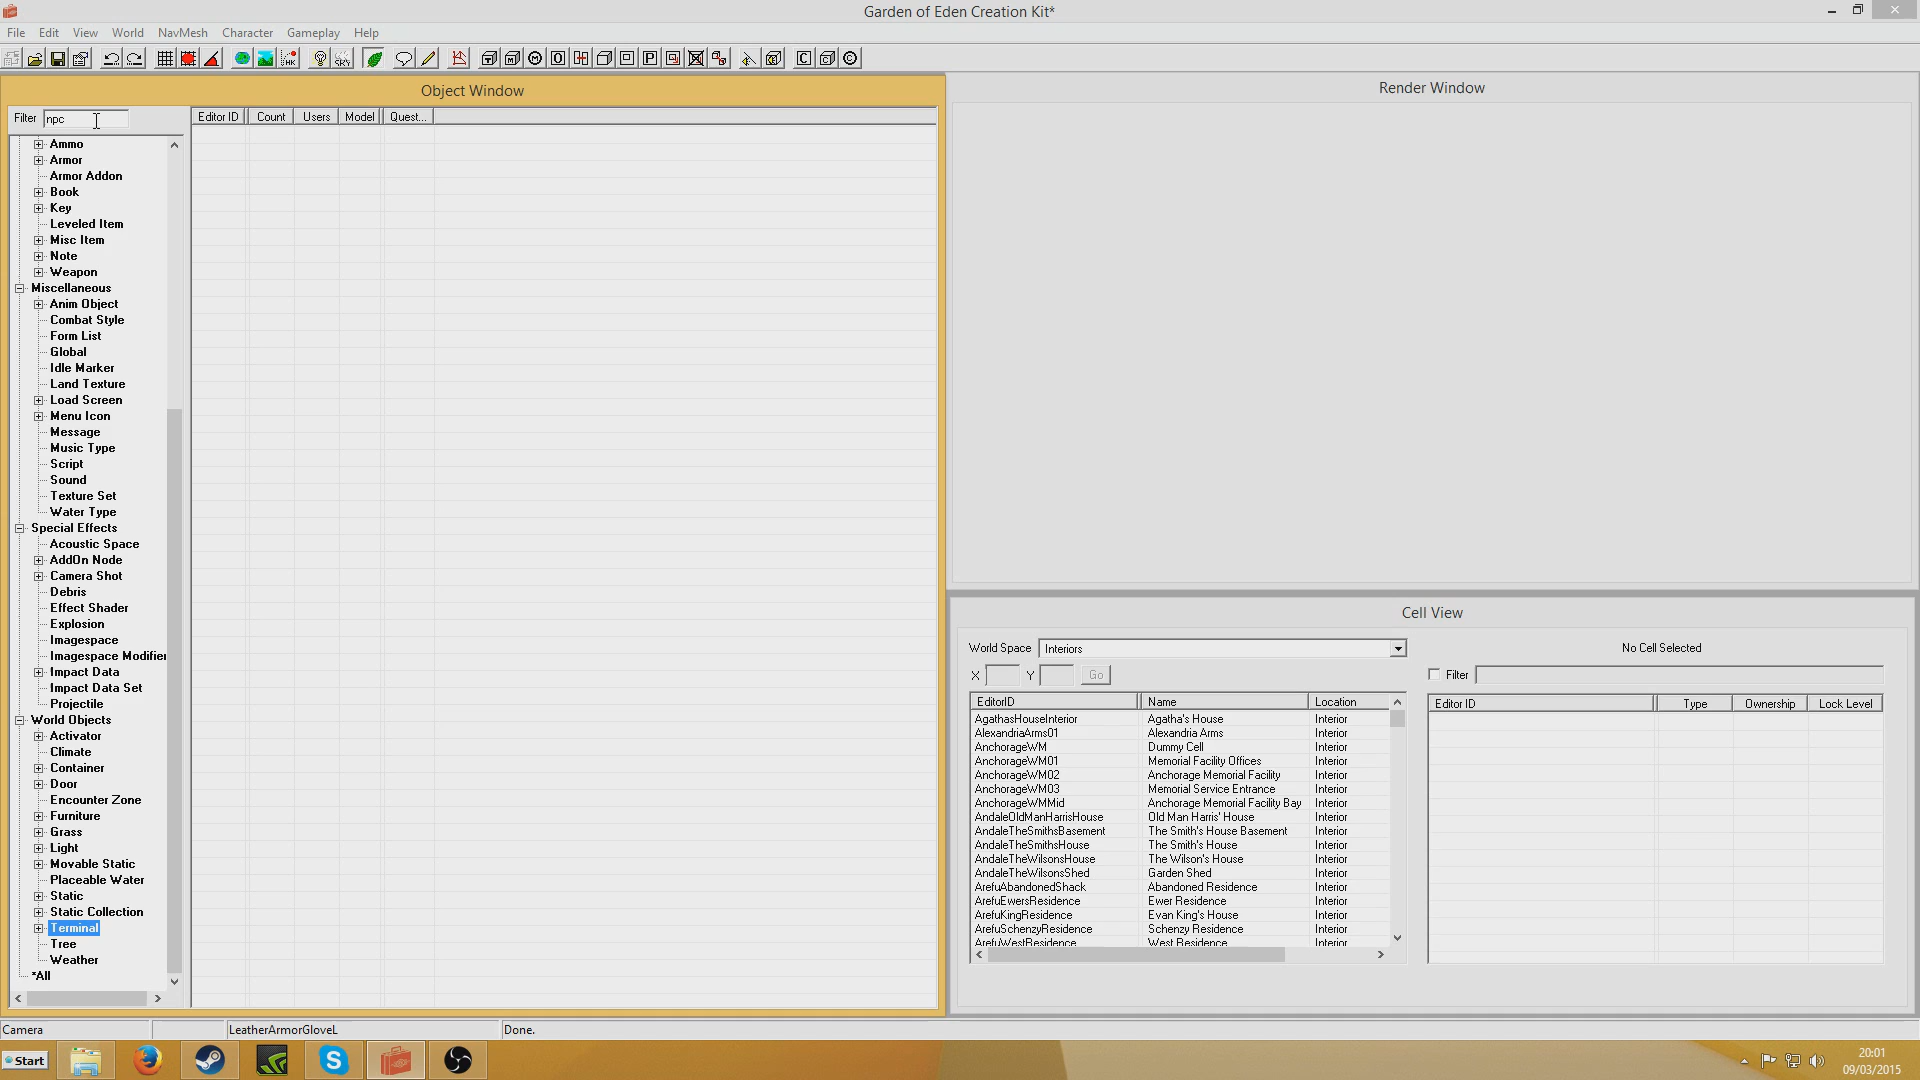 Garden of Eden Creation Kit*
File Edit View World NavMesh Character Gameplay Help
Object Window
Render Window
Filter npc
Editor ID Count Users Model Quest...
Ammo
Armor
Armor Addon
Book
Key
Leveled Item
Misc Item
Note
Weapon
Miscellaneous
Anim Object
Combat Style
Form List
Global
Idle Marker
Land Texture
Load Screen
Menu Icon
Message
Music Type
Script
Sound
Texture Set
Water Type
Special Effects
Acoustic Space
AddOn Node
Camera Shot
Debris
Effect Shader
Explosion
Imagespace
Imagespace Modifier
Impact Data
Impact Data Set
Projectile
World Objects
Activator
Climate
Container
Door
Encounter Zone
Furniture
Grass
Light
Movable Static
Placeable Water
Static
Static Collection
Terminal
Tree
Weather
*All
Cell View
World Space Interiors
No Cell Selected
X Y Go
Filter
EditorID Name Location
Editor ID Type Ownership Lock Level
AgathasHouseInterior Agatha's House Interior
AlexandriaArms01 Alexandria Arms Interior
AnchorageWM Dummy Cell Interior
AnchorageWM01 Memorial Facility Offices Interior
AnchorageWM02 Anchorage Memorial Facility Interior
AnchorageWM03 Memorial Service Entrance Interior
AnchorageWMMid Anchorage Memorial Facility Bay Interior
AndaleOldManHarrisHouse Old Man Harris' House Interior
AndaleTheSmithsBasement The Smith's House Basement Interior
AndaleTheSmithsHouse The Smith's House Interior
AndaleTheWilsonsHouse The Wilson's House Interior
AndaleTheWilsonsShed Garden Shed Interior
ArefuAbandonedShack Abandoned Residence Interior
ArefuEwersResidence Ewer Residence Interior
ArefuKingResidence Evan King's House Interior
ArefuSchenzyResidence Schenzy Residence Interior
ArefuWestResidence West Residence Interior
Camera LeatherArmorGloveL Done.
Start
20:01
09/03/2015